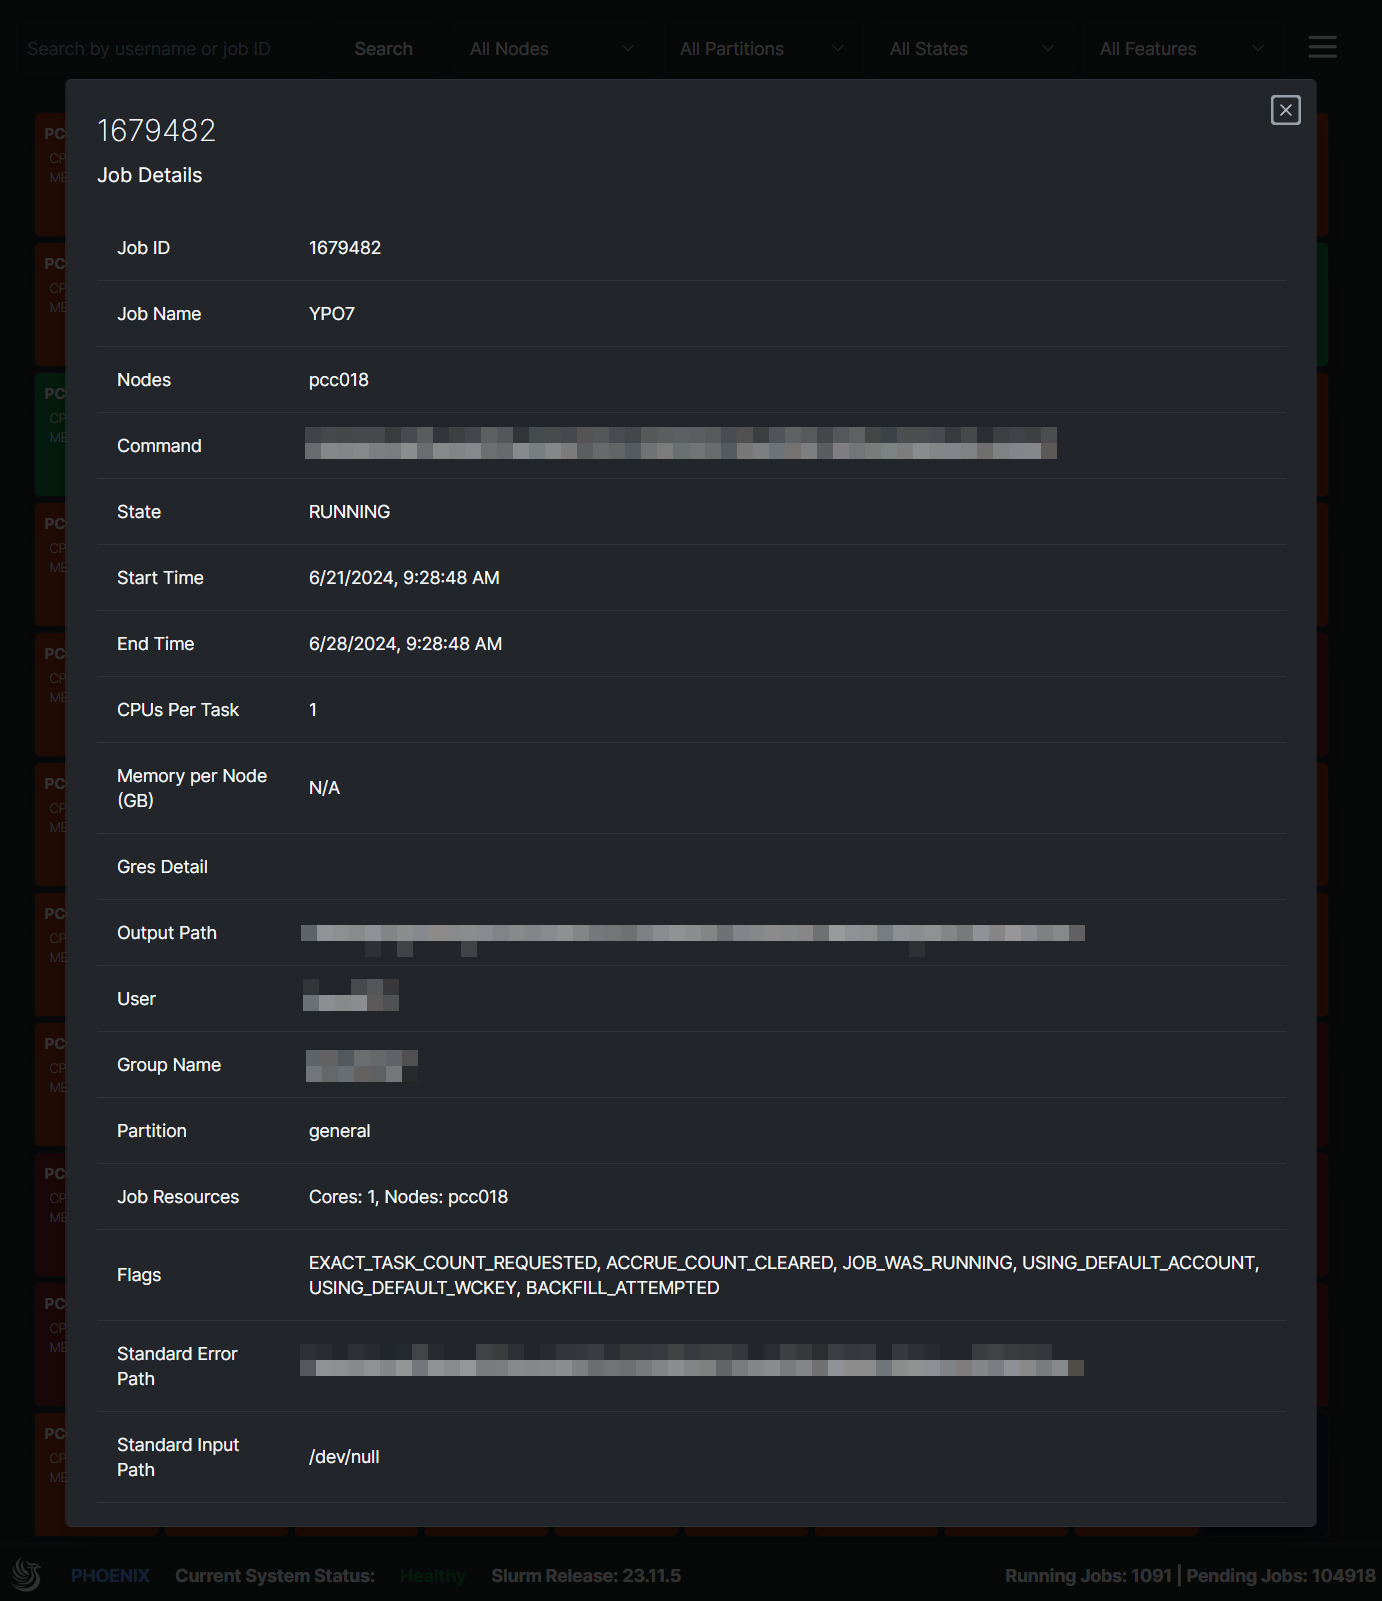 Search by username or job ID Search All Nodes All Partitions All States All Features
1679482
Job Details
Job ID 1679482
Job Name YPO7
Nodes pcc018
Command
State RUNNING
Start Time 6/21/2024, 9:28:48 AM
End Time 6/28/2024, 9:28:48 AM
CPUs Per Task 1
Memory per Node
(GB)
N/A
Gres Detail
Output Path
User
Group Name
Partition general
Job Resources Cores: 1, Nodes: pcc018
Flags
EXACT_TASK_COUNT_REQUESTED, ACCRUE_COUNT_CLEARED, JOB_WAS_RUNNING, USING_DEFAULT_ACCOUNT,
USING_DEFAULT_WCKEY, BACKFILL_ATTEMPTED
Standard Error
Path
Standard Input
Path
/dev/null
PHOENIX Current System Status: Healthy Slurm Release: 23.11.5 Running Jobs: 1091 | Pending Jobs: 104918